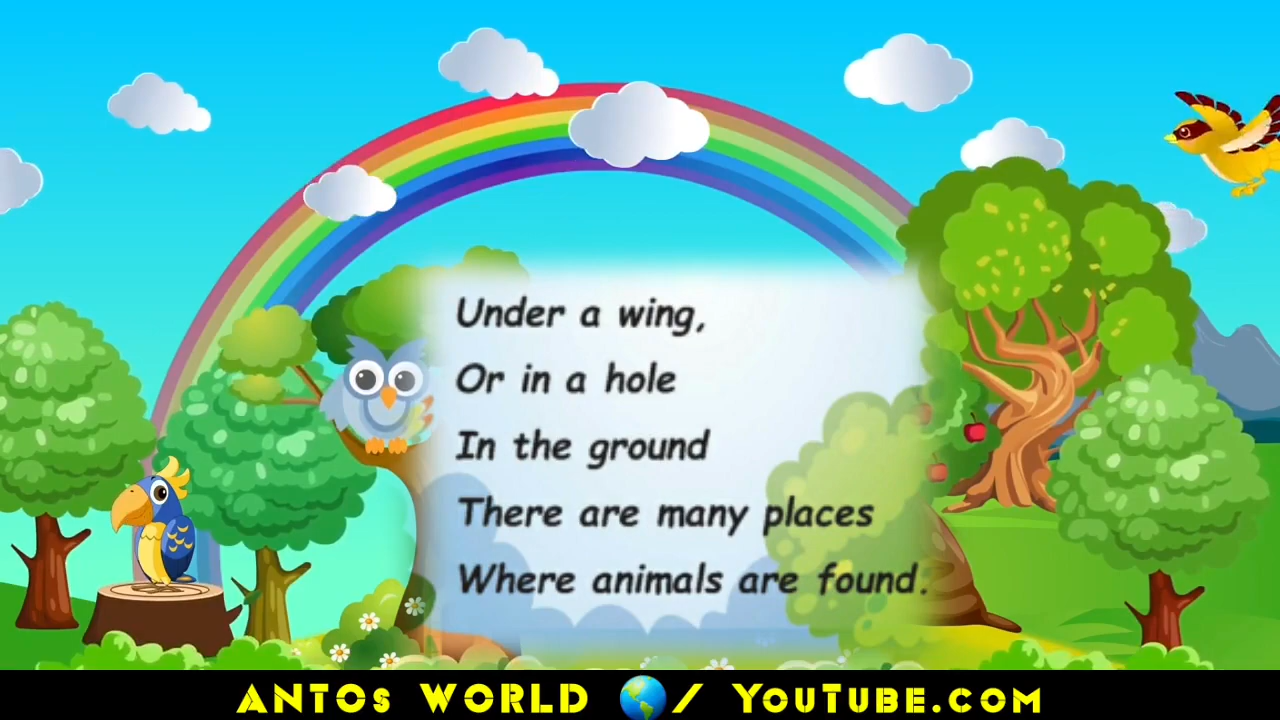 Under a wing,
Or in a hole
In the ground
There are many places
Where animals are found.
ANTOs WORLD 🌎/ YouTube.com